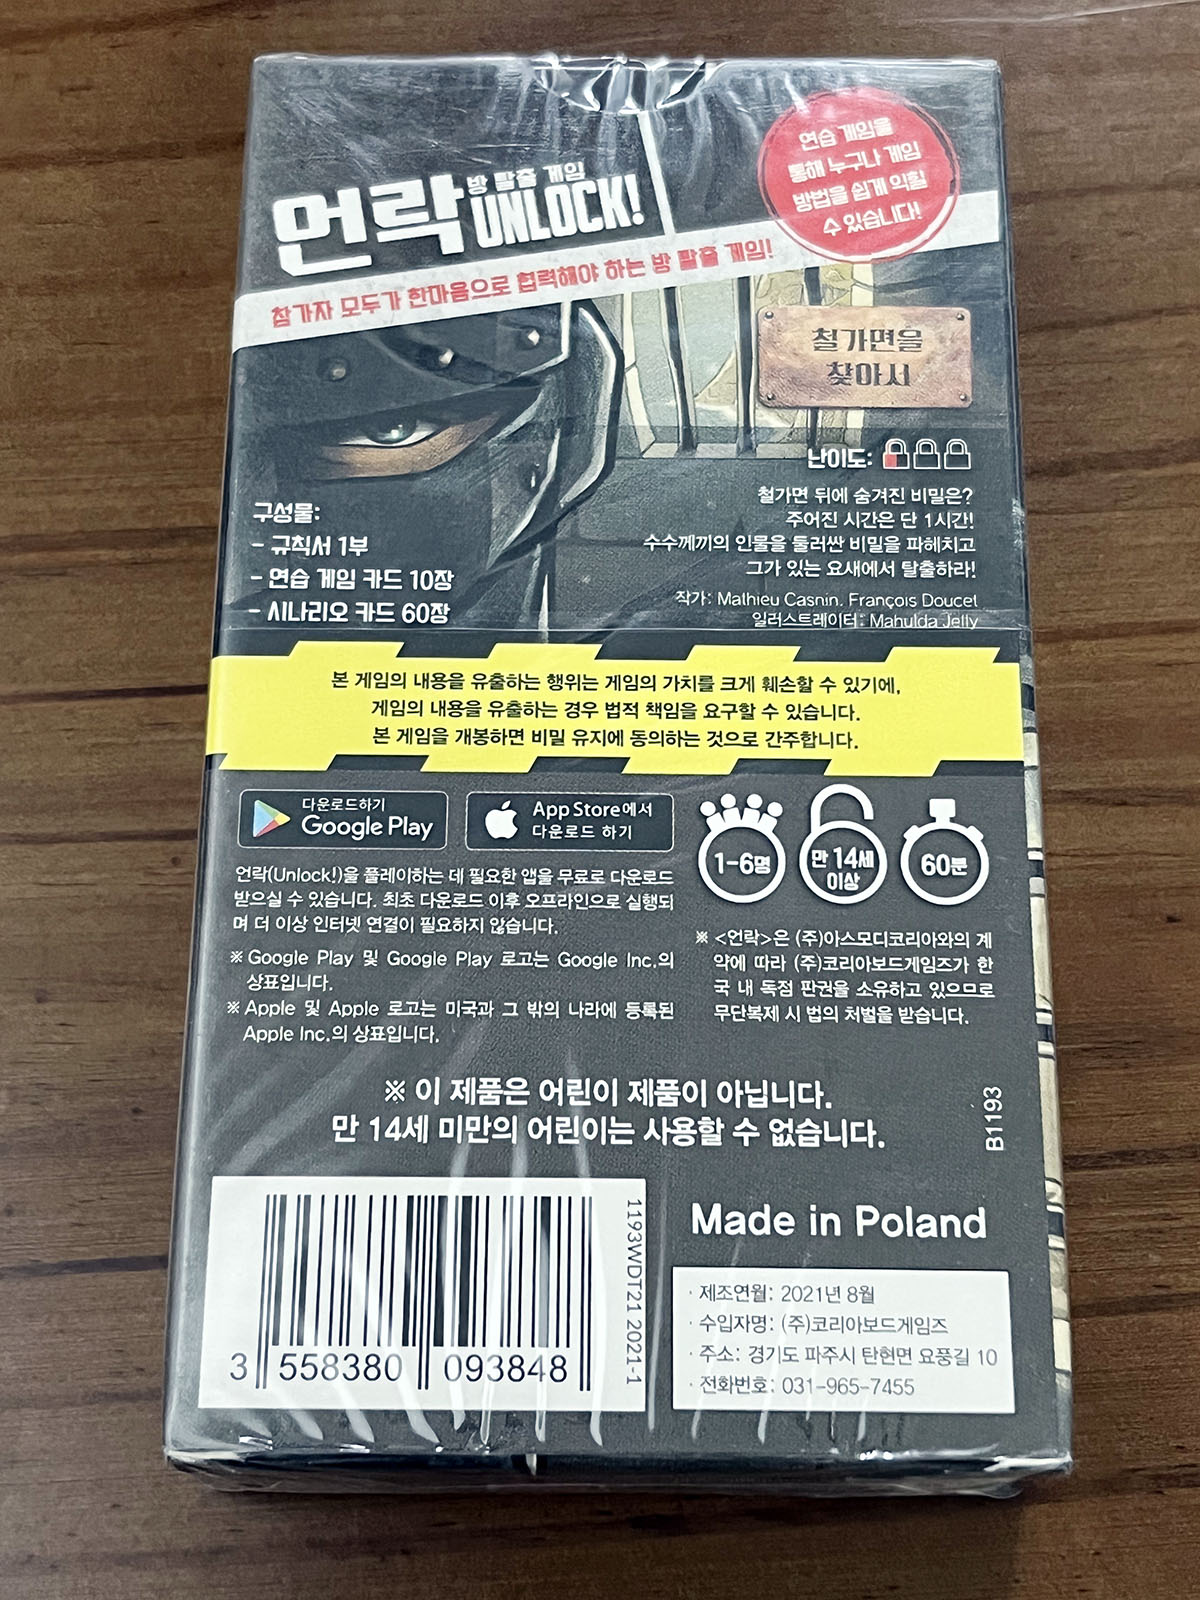 언락 방 탈출 게임
UNLOCK!
연습 게임을
통해 누구나 게임
방법을 쉽게 익힐
수 있습니다!
참가자 모두가 한마음으로 협력해야 하는 방 탈출 게임!
철가면을
찾아서
난이도:
철가면 뒤에 숨겨진 비밀은?
주어진 시간은 단 1시간!
수수께끼의 인물을 둘러싼 비밀을 파헤치고
그가 있는 요새에서 탈출하라!
작가: Mathieu Casnin, François Doucet
일러스트레이터: Mahulda Jelly
구성물:
- 규칙서 1부
- 연습 게임 카드 10장
- 시나리오 카드 60장
본 게임의 내용을 유출하는 행위는 게임의 가치를 크게 훼손할 수 있기에,
게임의 내용을 유출하는 경우 법적 책임을 요구할 수 있습니다.
본 게임을 개봉하면 비밀 유지에 동의하는 것으로 간주합니다.
다운로드하기
Google Play
App Store에서
다운로드 하기
1-6명
만 14세
이상
60분
언락(Unlock!)을 플레이하는 데 필요한 앱을 무료로 다운로드
받으실 수 있습니다. 최초 다운로드 이후 오프라인으로 실행되
며 더 이상 인터넷 연결이 필요하지 않습니다.
※ Google Play 및 Google Play 로고는 Google Inc.의
상표입니다.
※ Apple 및 Apple 로고는 미국과 그 밖의 나라에 등록된
Apple Inc.의 상표입니다.
※ <언락>은 (주)아스모디코리아와의 계
약에 따라 (주)코리아보드게임즈가 한
국 내 독점 판권을 소유하고 있으므로
무단복제 시 법의 처벌을 받습니다.
※ 이 제품은 어린이 제품이 아닙니다.
만 14세 미만의 어린이는 사용할 수 없습니다.
B1193
3 558380 093848
1193WDT21 2021-1
Made in Poland
· 제조연월: 2021년 8월
· 수입자명: (주)코리아보드게임즈
· 주소: 경기도 파주시 탄현면 요풍길 10
· 전화번호: 031-965-7455